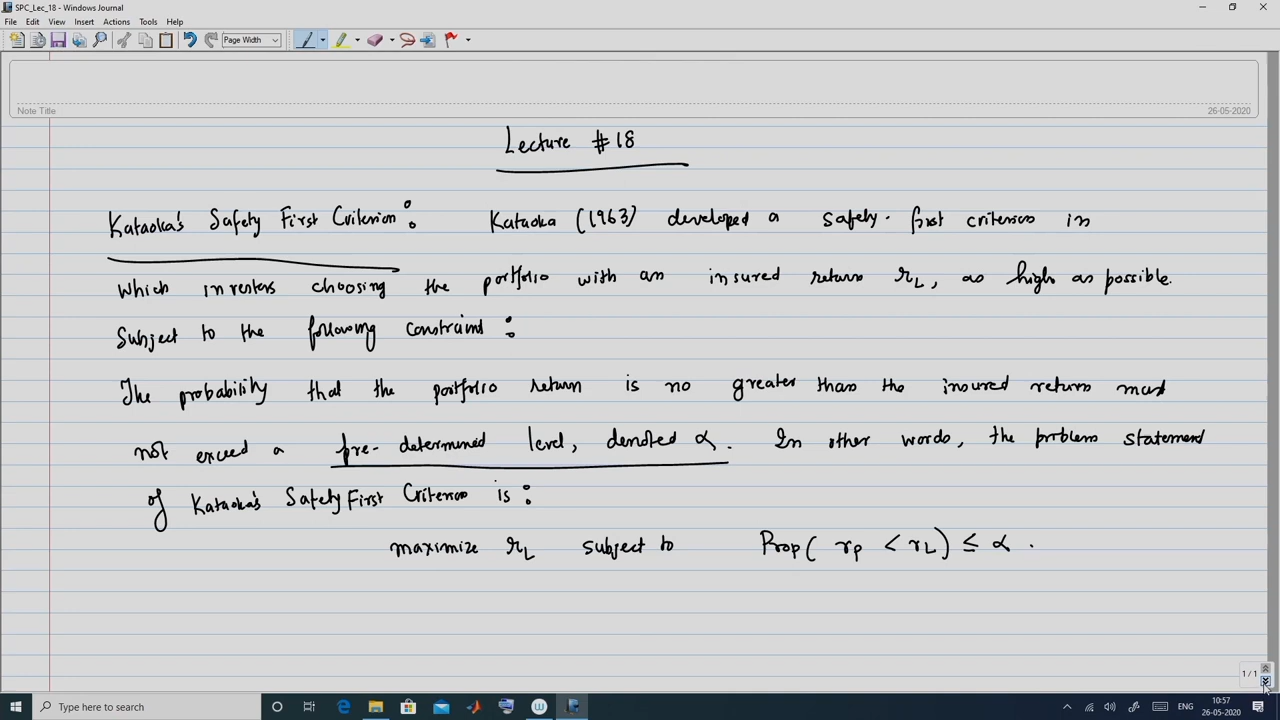 SPC_Lec_18 - Windows Journal
File Edit View Insert Actions Tools Help
Page Width
Note Title
26-05-2020
Lecture #18
Kataoka's Safety First Criterion: Kataoka (1963) developed a safety-first criterion in
which investors choosing the portfolio with an insured return rL, as high as possible.
Subject to the following constraint:
The probability that the portfolio return is no greater than the insured return must
not exceed a pre-determined level, denoted α. In other words, the problem statement
of Kataoka's Safety First Criterion is:
maximize rL subject to Prop( rp < rL) ≤ α.
1/1
Type here to search
ENG
10:57
26-05-2020